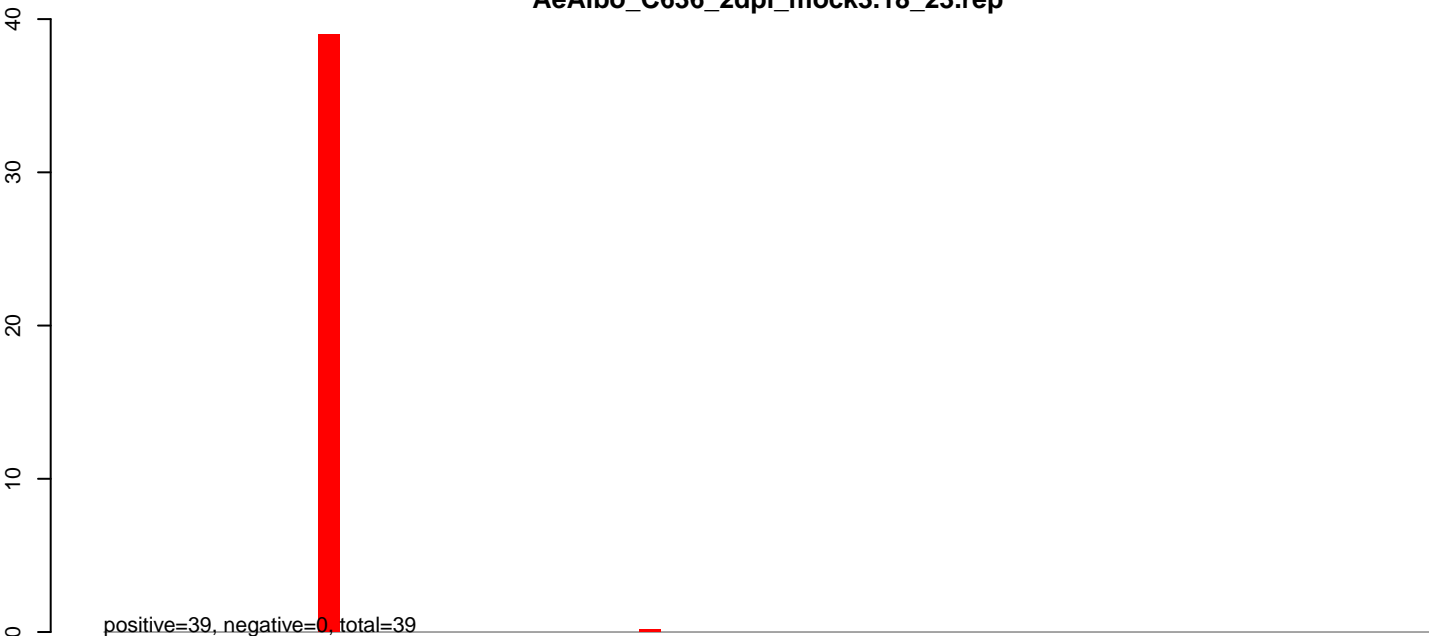 AeAlbo_C636_2dpi_mock3.18_23.rep
40
30
20
10
0
positive=39, negative=0, total=39